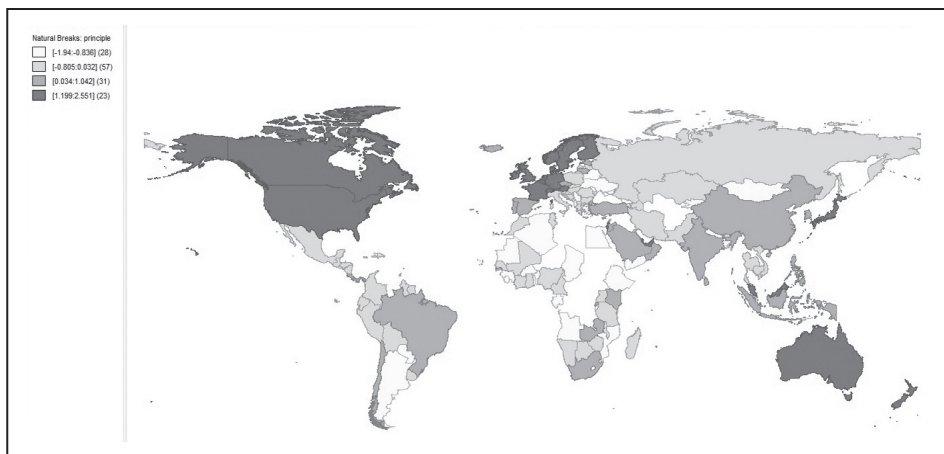 Natural Breaks: principle
[-1.94:-0.836] (28)
[-0.805:0.032] (57)
[0.034:1.042] (31)
[1.199:2.551] (23)